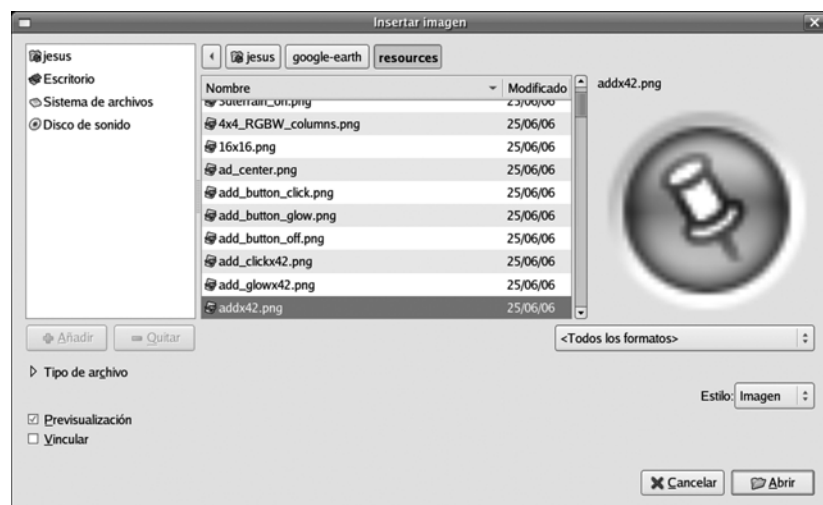 Insertar imagen
jesus
Escritorio
Sistema de archivos
Disco de sonido
jesus google-earth resources
Nombre Modificado
25/06/06
4x4_RGBW_columns.png 25/06/06
16x16.png 25/06/06
ad_center.png 25/06/06
add_button_click.png 25/06/06
add_button_glow.png 25/06/06
add_button_off.png 25/06/06
add_clickx42.png 25/06/06
add_glowx42.png 25/06/06
addx42.png 25/06/06
addx42.png
Añadir Quitar
<Todos los formatos>
Tipo de archivo
Estilo: Imagen
Previsualización
Vincular
Cancelar Abrir